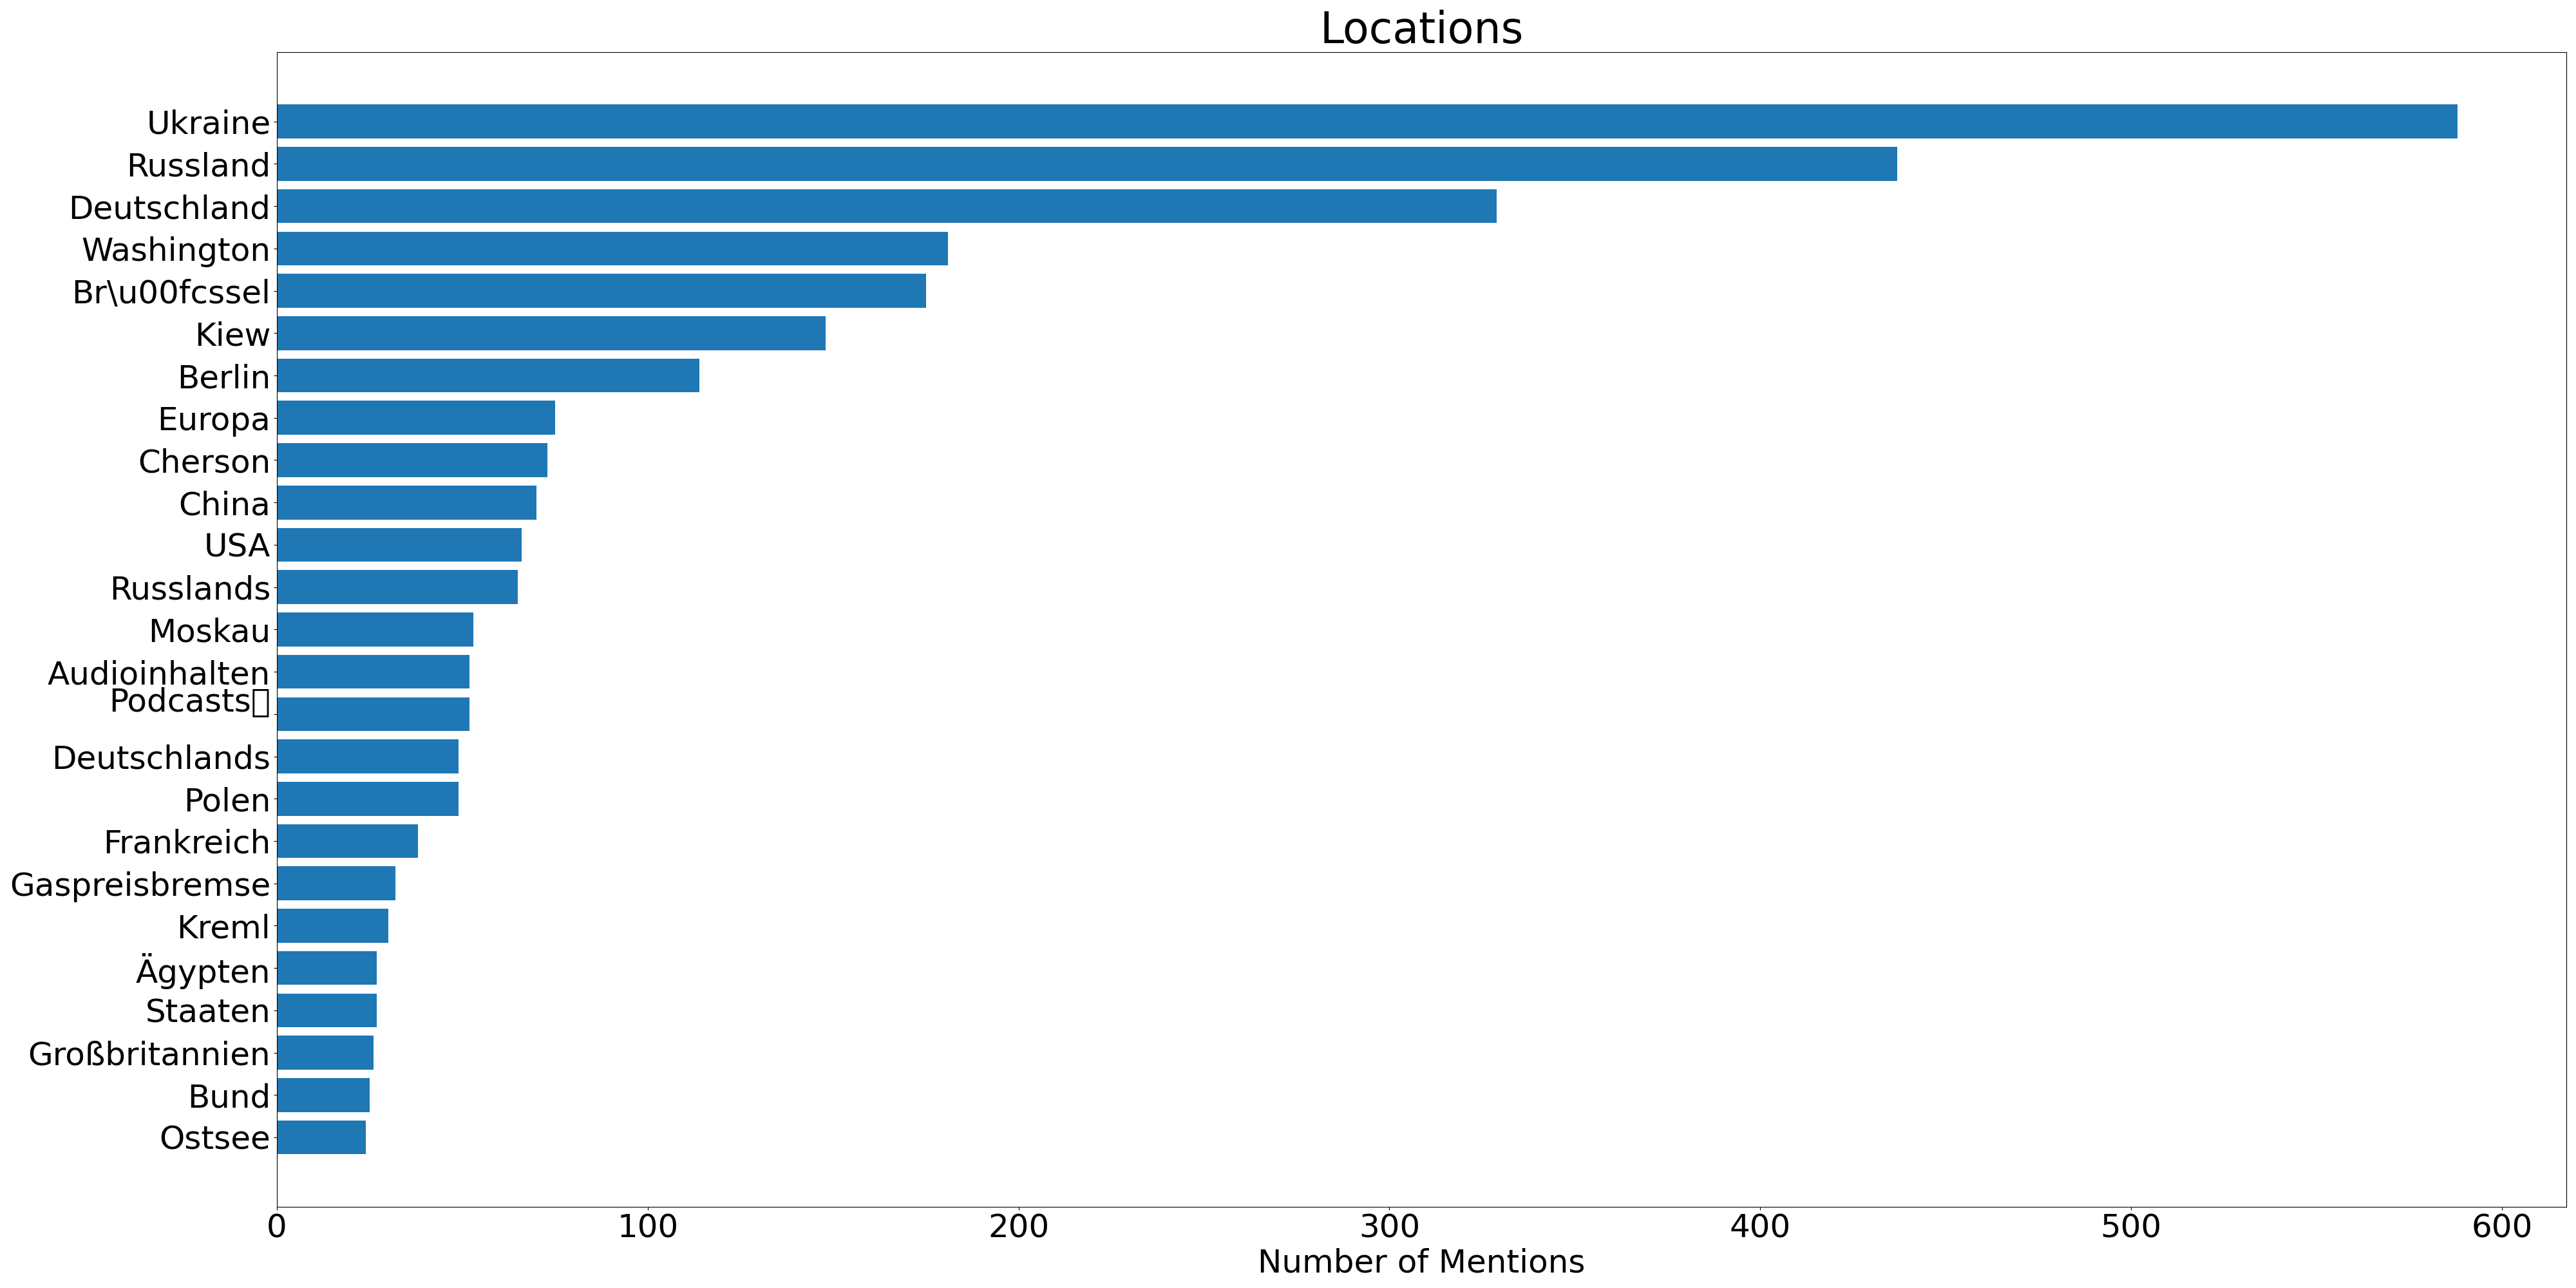 Locations
Ukraine
Russland
Deutschland
Washington
Br\u00fcssel
Kiew
Berlin
Europa
Cherson
China
USA
Russlands
Moskau
Audioinhalten
Podcasts▯
Deutschlands
Polen
Frankreich
Gaspreisbremse
Kreml
Ägypten
Staaten
Großbritannien
Bund
Ostsee
0 100 200 300 400 500 600
Number of Mentions